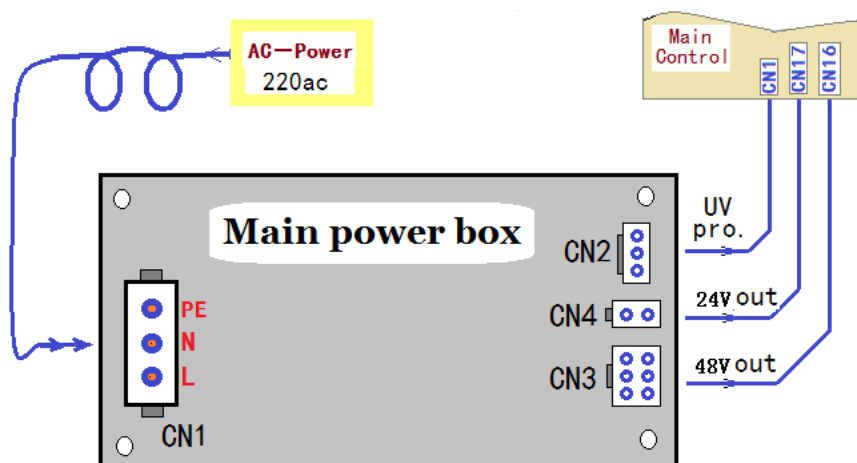 AC-Power
220ac
Main
Control
CN1
CN17
CN16
Main power box
UV
pro.
CN2
PE
24V out
CN4
N
L
48V out
CN3
CN1